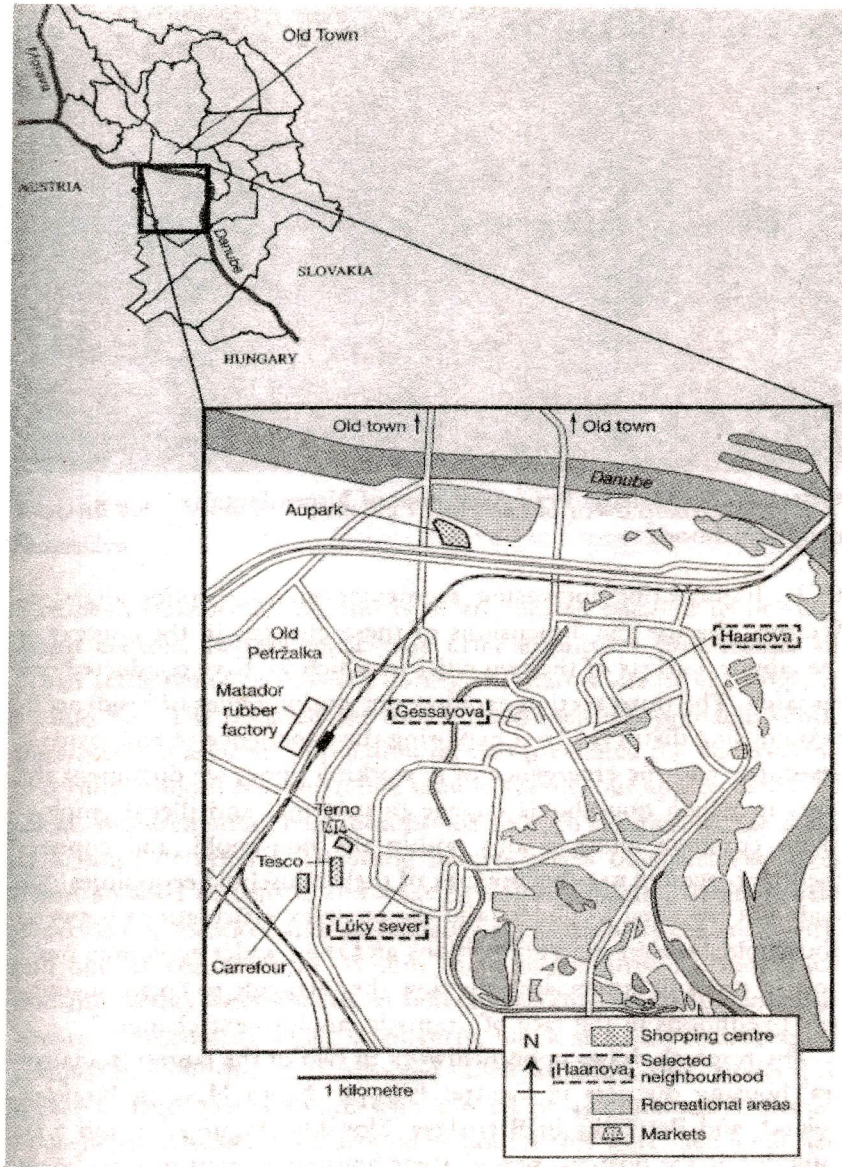 Old Town
Morava
AUSTRIA
Danube
SLOVAKIA
HUNGARY
Old town
Old town
Danube
Aupark
Old
Petržalka
Haanova
Matador
rubber
factory
Gessayova
Terno
Tesco
Lúky sever
Carrefour
N
Shopping centre
Haanova
Selected
neighbourhood
Recreational areas
Markets
1 kilometre